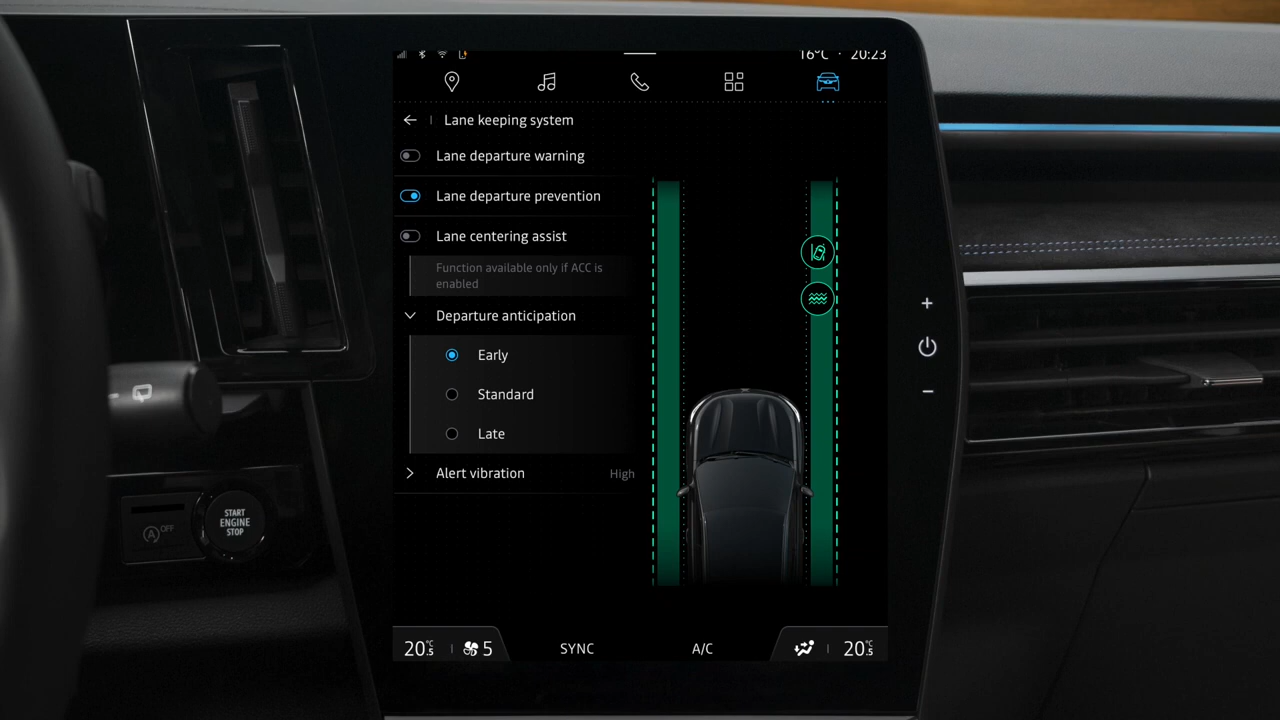 16°C · 20:23
Lane keeping system
Lane departure warning
Lane departure prevention
Lane centering assist
Function available only if ACC is
enabled
Departure anticipation
Early
Standard
Late
Alert vibration High
+
−
A OFF
START
ENGINE
STOP
20°C.5 5 SYNC A/C 20°C.5